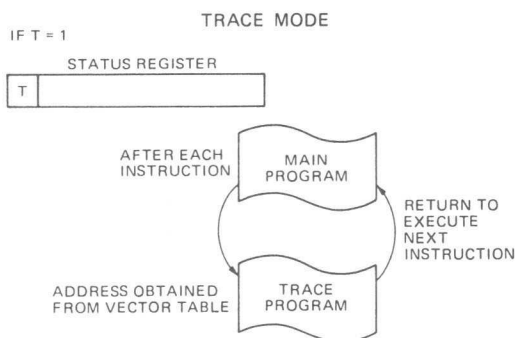 TRACE MODE
IF T = 1
STATUS REGISTER
T
AFTER EACH
INSTRUCTION
MAIN
PROGRAM
RETURN TO
EXECUTE
NEXT
INSTRUCTION
ADDRESS OBTAINED
FROM VECTOR TABLE
TRACE
PROGRAM